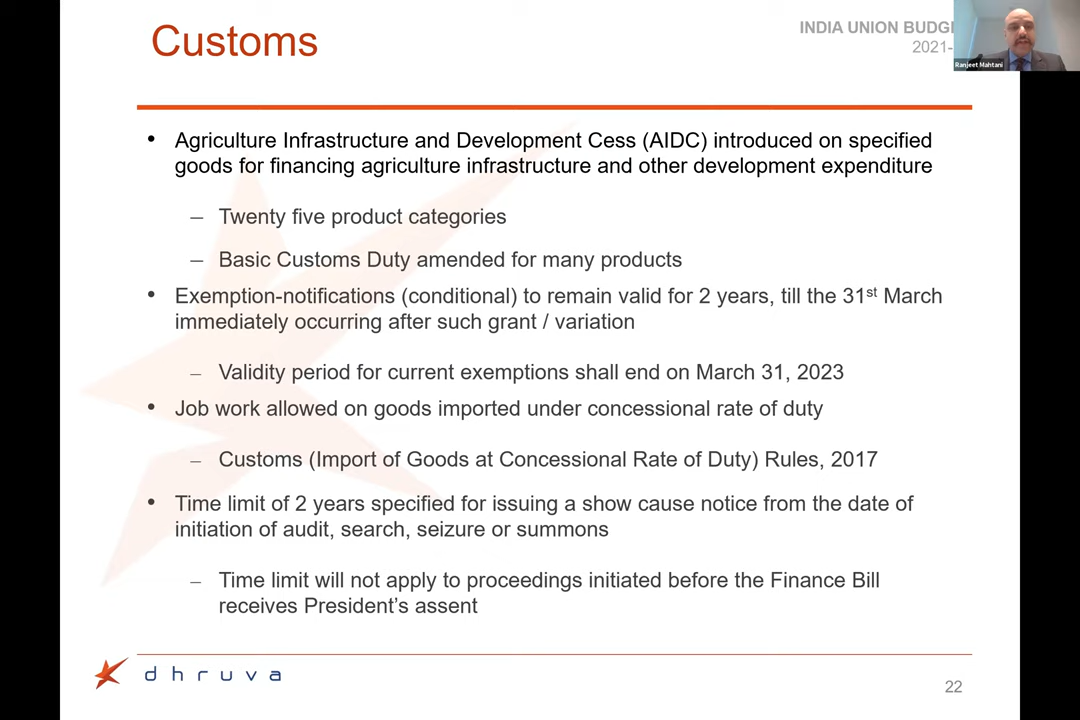 Customs
INDIA UNION BUDG
2021-
Ranjeet Mahtani
• Agriculture Infrastructure and Development Cess (AIDC) introduced on specified
goods for financing agriculture infrastructure and other development expenditure
– Twenty five product categories
– Basic Customs Duty amended for many products
• Exemption-notifications (conditional) to remain valid for 2 years, till the 31st March
immediately occurring after such grant / variation
– Validity period for current exemptions shall end on March 31, 2023
• Job work allowed on goods imported under concessional rate of duty
– Customs (Import of Goods at Concessional Rate of Duty) Rules, 2017
• Time limit of 2 years specified for issuing a show cause notice from the date of
initiation of audit, search, seizure or summons
– Time limit will not apply to proceedings initiated before the Finance Bill
receives President’s assent
dhruva
22